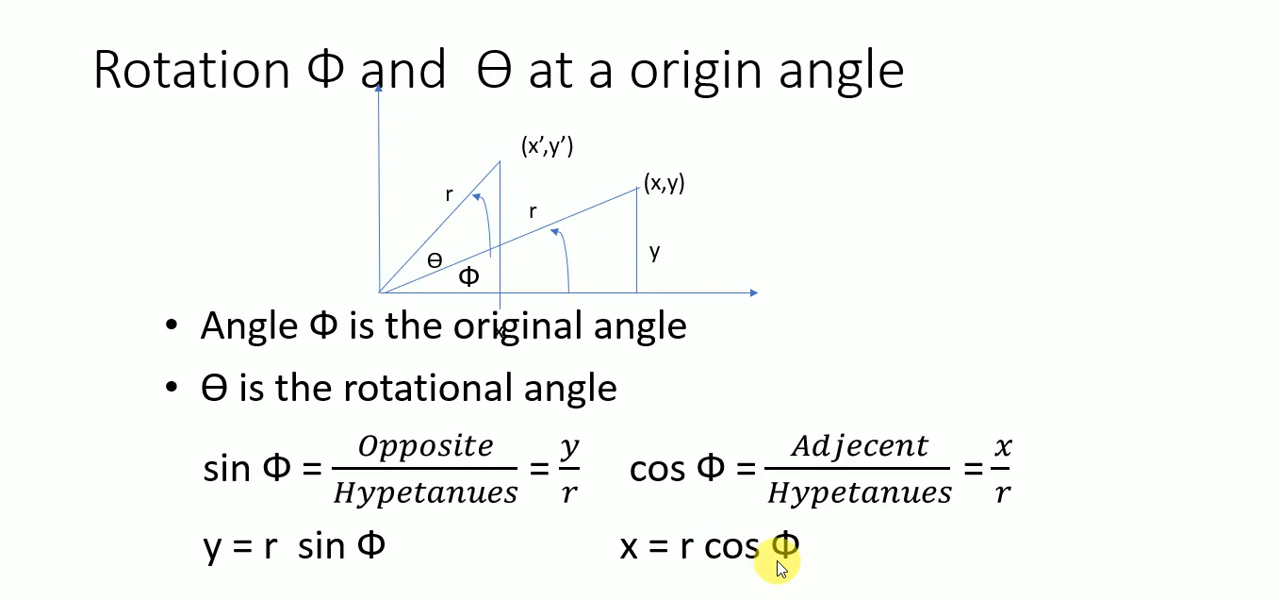 Rotation Φ and Ө at a origin angle
(x’,y’)
(x,y)
r
r
y
Ө
Φ
x
• Angle Φ is the original angle
• Ө is the rotational angle
sin Φ = Opposite/Hypetanues = y/r cos Φ = Adjecent/Hypetanues = x/r
y = r sin Φ x = r cos Φ